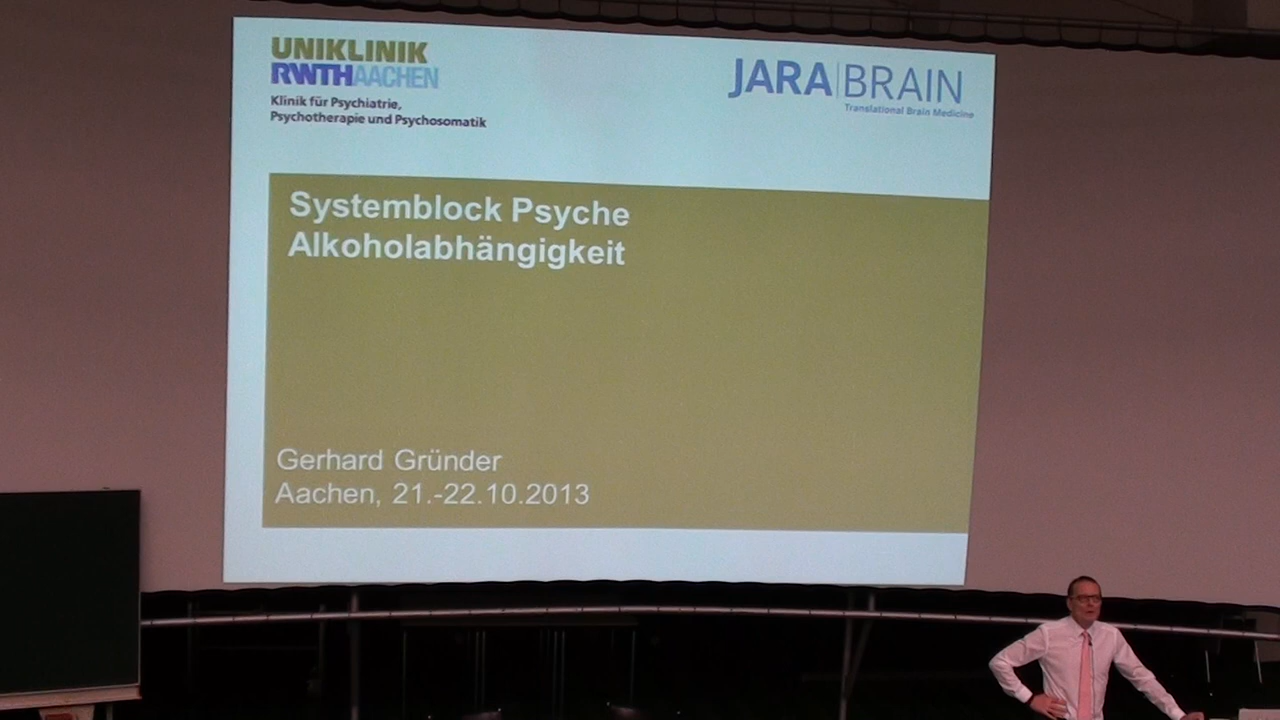 UNIKLINIK
RWTHAACHEN
Klinik für Psychiatrie,
Psychotherapie und Psychosomatik
JARA|BRAIN
Translational Brain Medicine
Systemblock Psyche
Alkoholabhängigkeit
Gerhard Gründer
Aachen, 21.-22.10.2013